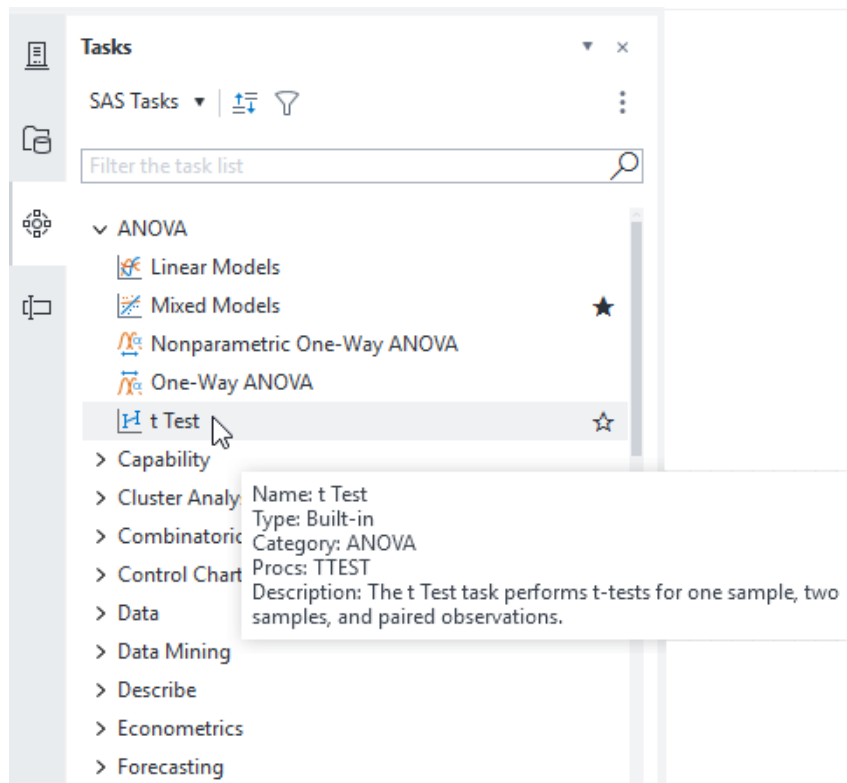 Tasks
SAS Tasks
Filter the task list
ANOVA
Linear Models
Mixed Models
Nonparametric One-Way ANOVA
One-Way ANOVA
t Test
Capability
Cluster Analy
Combinatoric
Control Chart
Data
Data Mining
Describe
Econometrics
Forecasting
Name: t Test
Type: Built-in
Category: ANOVA
Procs: TTEST
Description: The t Test task performs t-tests for one sample, two
samples, and paired observations.